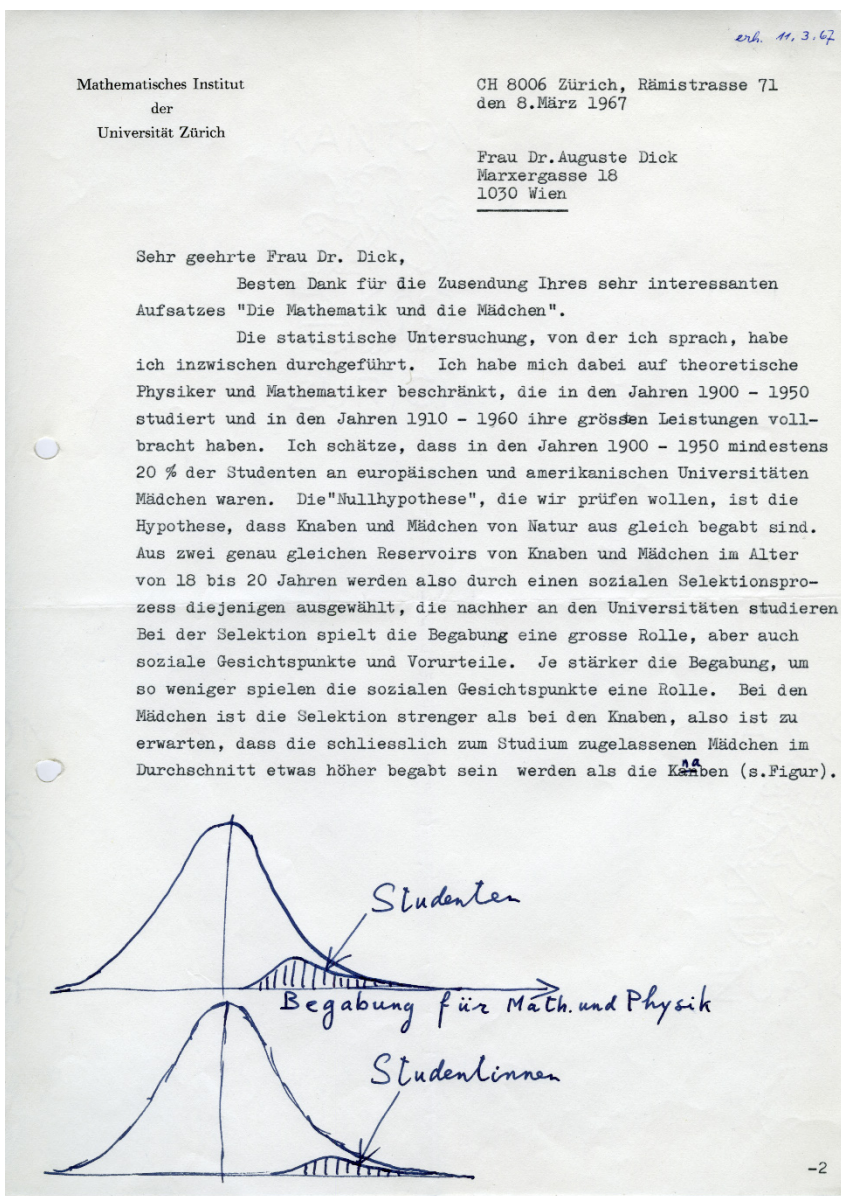 erh. 11.3.67
Mathematisches Institut
der
Universität Zürich
CH 8006 Zürich, Rämistrasse 71
den 8.März 1967
Frau Dr.Auguste Dick
Marxergasse 18
1030 Wien
Sehr geehrte Frau Dr. Dick,
Besten Dank für die Zusendung Ihres sehr interessanten
Aufsatzes "Die Mathematik und die Mädchen".
Die statistische Untersuchung, von der ich sprach, habe
ich inzwischen durchgeführt. Ich habe mich dabei auf theoretische
Physiker und Mathematiker beschränkt, die in den Jahren 1900 - 1950
studiert und in den Jahren 1910 - 1960 ihre grössten Leistungen voll-
bracht haben. Ich schätze, dass in den Jahren 1900 - 1950 mindestens
20 % der Studenten an europäischen und amerikanischen Universitäten
Mädchen waren. Die"Nullhypothese", die wir prüfen wollen, ist die
Hypothese, dass Knaben und Mädchen von Natur aus gleich begabt sind.
Aus zwei genau gleichen Reservoirs von Knaben und Mädchen im Alter
von 18 bis 20 Jahren werden also durch einen sozialen Selektionspro-
zess diejenigen ausgewählt, die nachher an den Universitäten studieren
Bei der Selektion spielt die Begabung eine grosse Rolle, aber auch
soziale Gesichtspunkte und Vorurteile. Je stärker die Begabung, um
so weniger spielen die sozialen Gesichtspunkte eine Rolle. Bei den
Mädchen ist die Selektion strenger als bei den Knaben, also ist zu
erwarten, dass die schliesslich zum Studium zugelassenen Mädchen im
Durchschnitt etwas höher begabt sein werden als die Knaben (s.Figur).
Studenten
Begabung für Math. und Physik
Studentinnen
-2